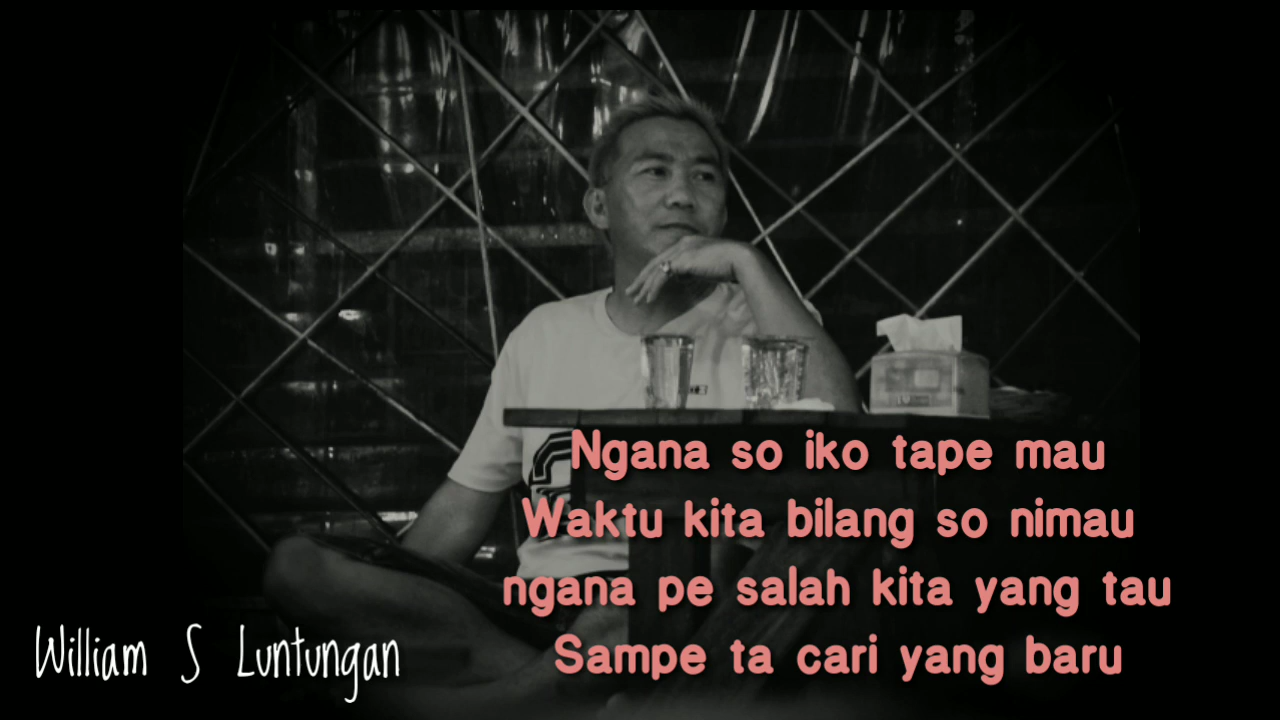 Ngana so iko tape mau
Waktu kita bilang so nimau
ngana pe salah kita yang tau
Sampe ta cari yang baru
William S Luntungan